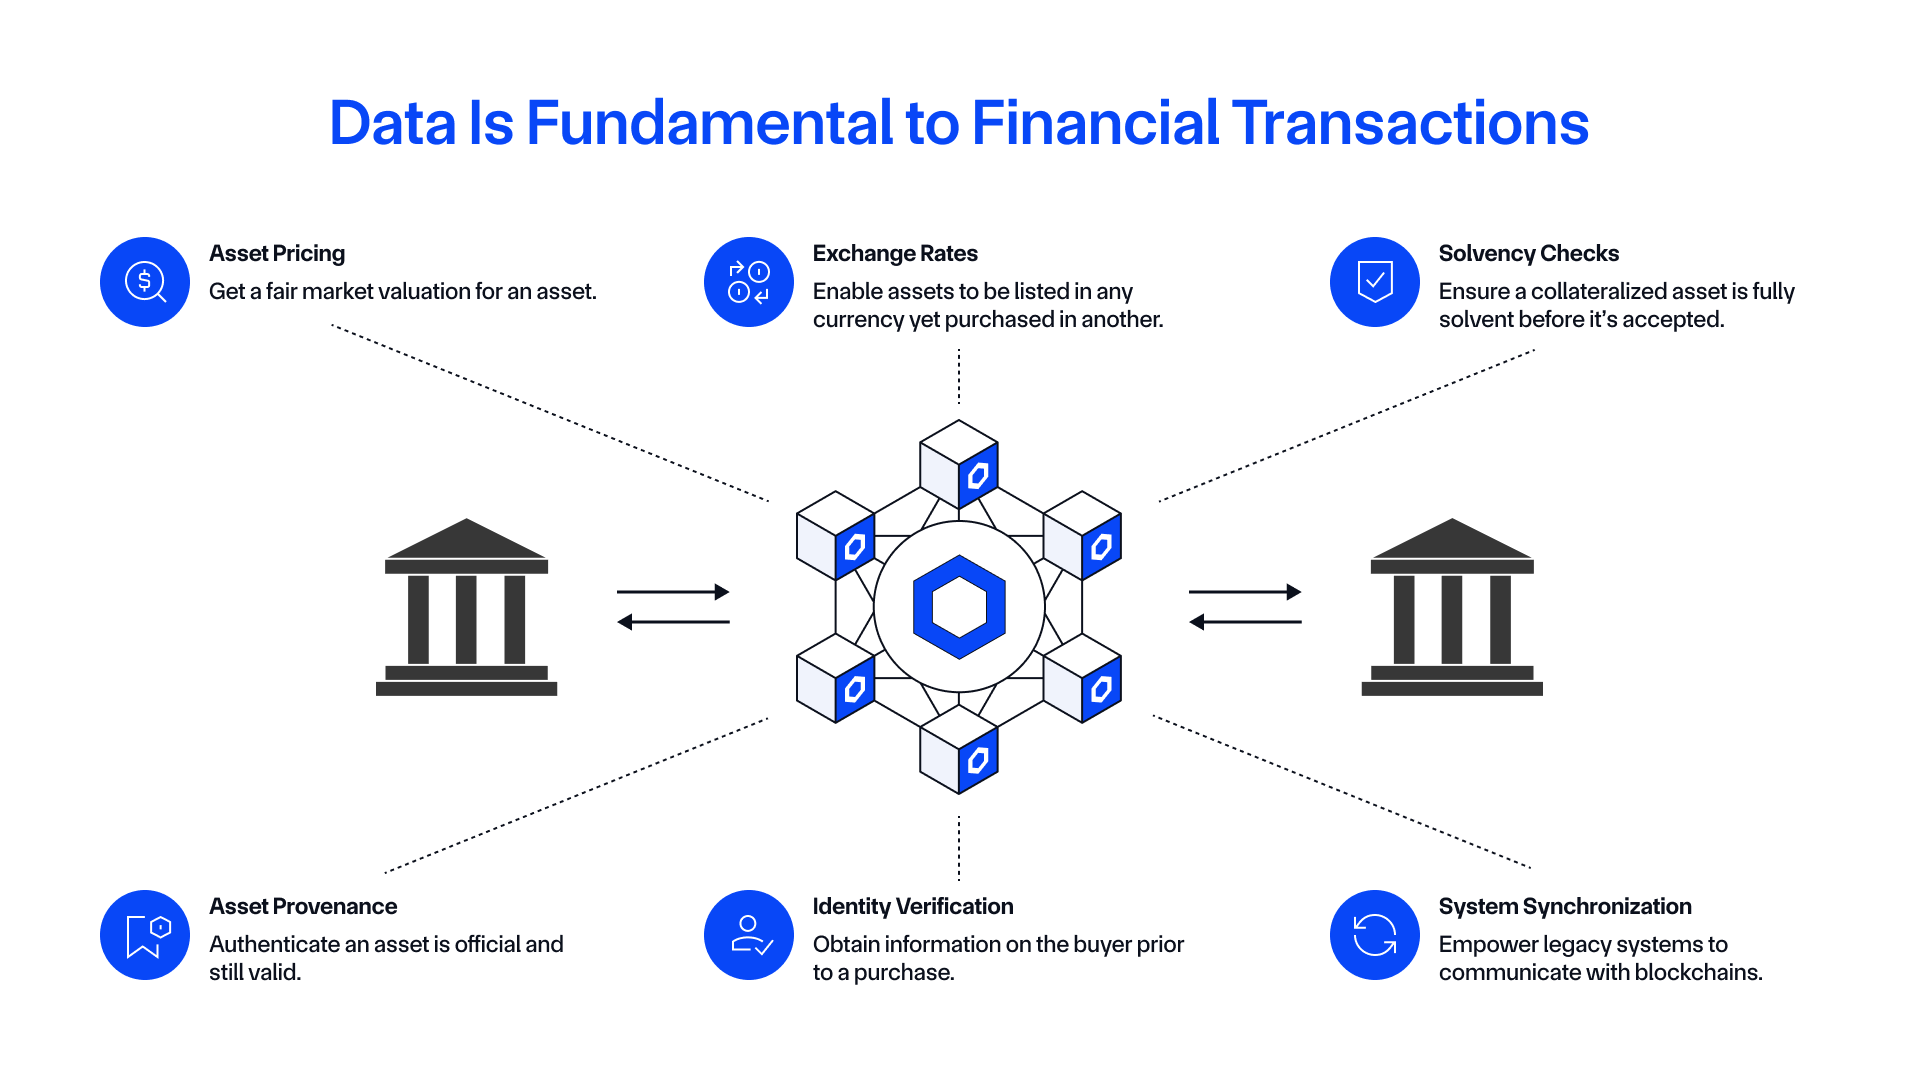 Data Is Fundamental to Financial Transactions
Asset Pricing
Get a fair market valuation for an asset.
Exchange Rates
Enable assets to be listed in any
currency yet purchased in another.
Solvency Checks
Ensure a collateralized asset is fully
solvent before it’s accepted.
Asset Provenance
Authenticate an asset is official and
still valid.
Identity Verification
Obtain information on the buyer prior
to a purchase.
System Synchronization
Empower legacy systems to
communicate with blockchains.